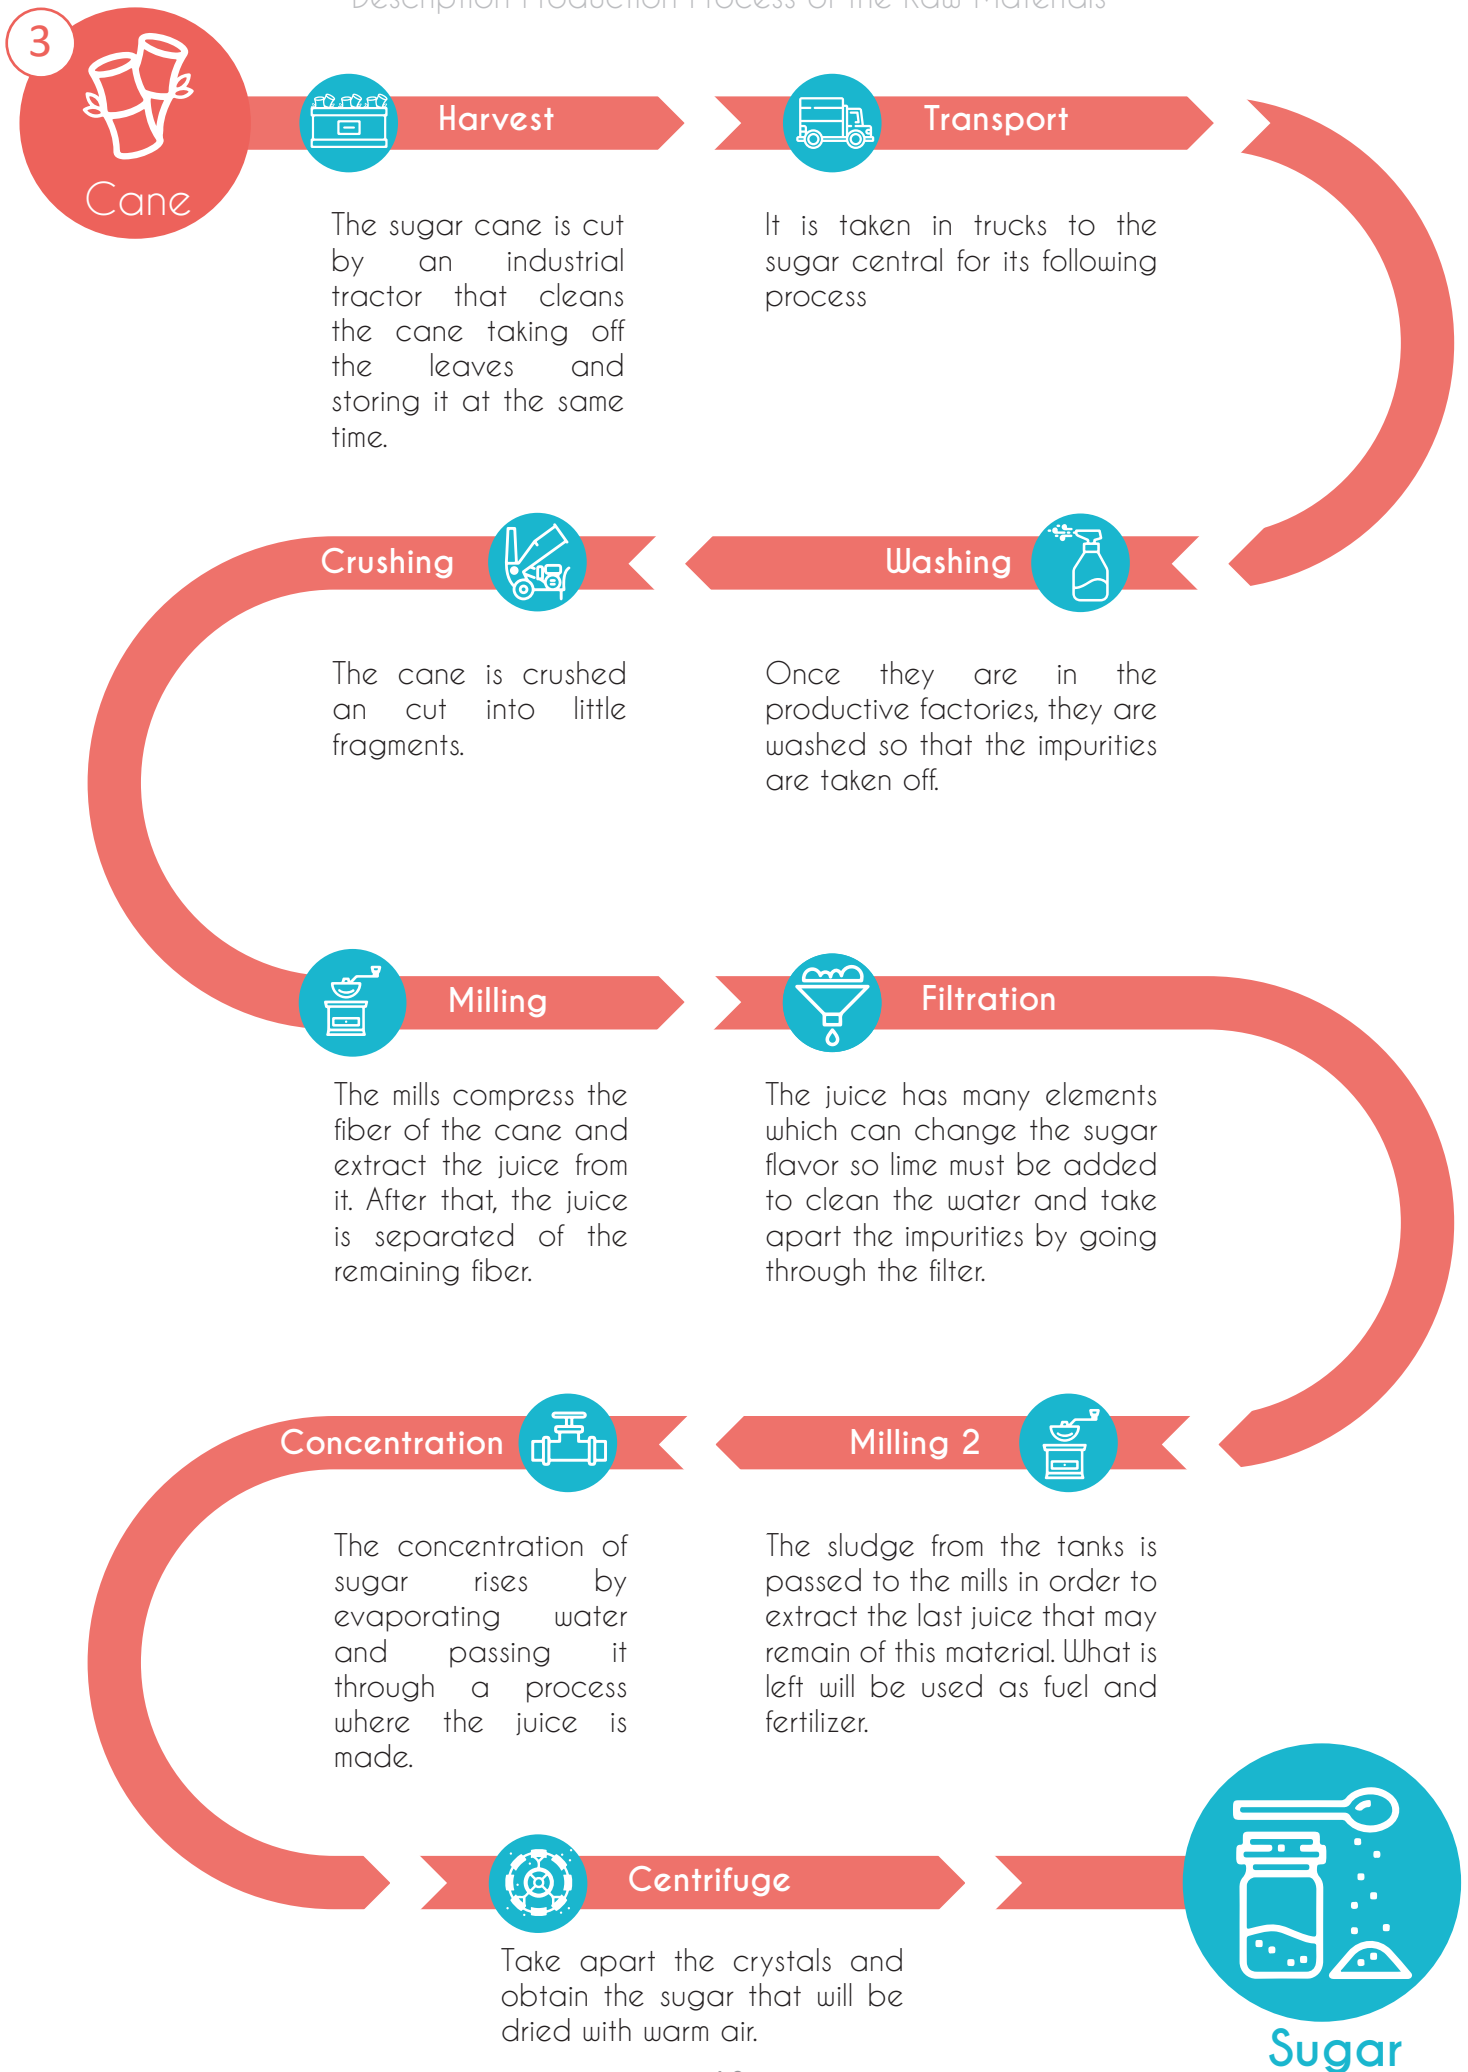 Description Production Process of the Raw Materials
3
Cane
Harvest
Transport
The sugar cane is cut
by an industrial
tractor that cleans
the cane taking off
the leaves and
storing it at the same
time.
It is taken in trucks to the
sugar central for its following
process
Crushing
Washing
The cane is crushed
an cut into little
fragments.
Once they are in the
productive factories, they are
washed so that the impurities
are taken off.
Milling
Filtration
The mills compress the
fiber of the cane and
extract the juice from
it. After that, the juice
is separated of the
remaining fiber.
The juice has many elements
which can change the sugar
flavor so lime must be added
to clean the water and take
apart the impurities by going
through the filter.
Concentration
Milling 2
The concentration of
sugar rises by
evaporating water
and passing it
through a process
where the juice is
made.
The sludge from the tanks is
passed to the mills in order to
extract the last juice that may
remain of this material. What is
left will be used as fuel and
fertilizer.
Centrifuge
Take apart the crystals and
obtain the sugar that will be
dried with warm air.
Sugar